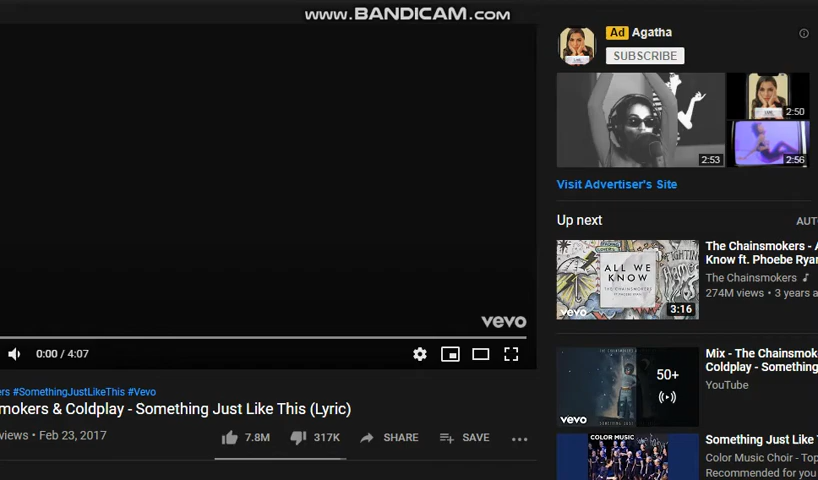 www.BANDICAM.com
Ad Agatha
SUBSCRIBE
2:50
2:53
2:56
Visit Advertiser's Site
Up next
AUTO
The Chainsmokers - A
Know ft. Phoebe Ryan
ALL WE
KNOW
The Chainsmokers
274M views • 3 years a
vevo
3:16
vevo
0:00 / 4:07
Mix - The Chainsmok
Coldplay - Something
50+
YouTube
vevo
ers #SomethingJustLikeThis #Vevo
mokers & Coldplay - Something Just Like This (Lyric)
views • Feb 23, 2017
7.8M
317K
SHARE
SAVE
COLOR MUSIC
Something Just Like T
Color Music Choir - Top
Recommended for you